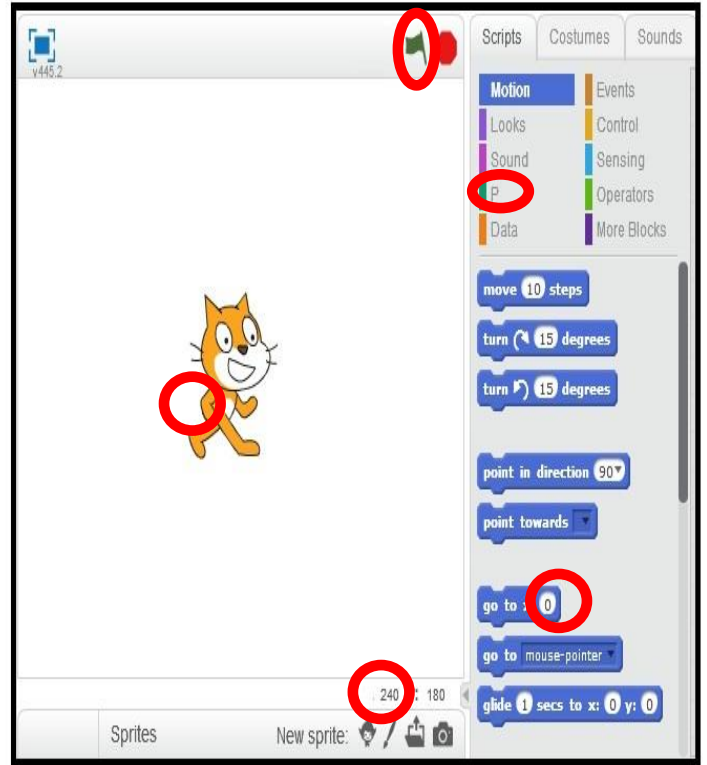 v445.2
Scripts Costumes Sounds
Motion Events
Looks Control
Sound Sensing
P Operators
Data More Blocks
move 10 steps
turn 15 degrees
turn 15 degrees
point in direction 90
point towards
go to : 0
go to mouse-pointer
glide 1 secs to x: 0 y: 0
240 : 180
Sprites New sprite: